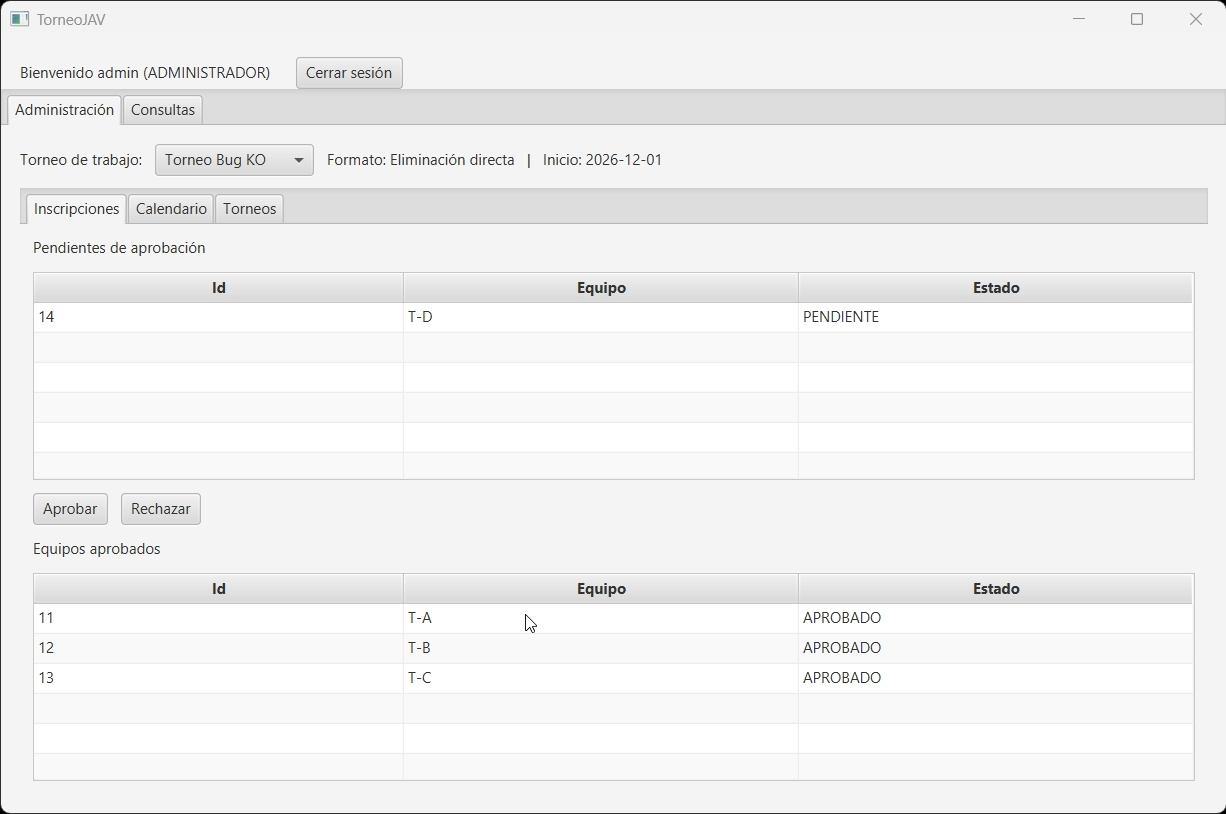 TorneoJAV
Bienvenido admin (ADMINISTRADOR) Cerrar sesión
Administración Consultas
Torneo de trabajo: Torneo Bug KO Formato: Eliminación directa | Inicio: 2026-12-01
Inscripciones Calendario Torneos
Pendientes de aprobación
Id Equipo Estado
14 T-D PENDIENTE
Aprobar Rechazar
Equipos aprobados
Id Equipo Estado
11 T-A APROBADO
12 T-B APROBADO
13 T-C APROBADO